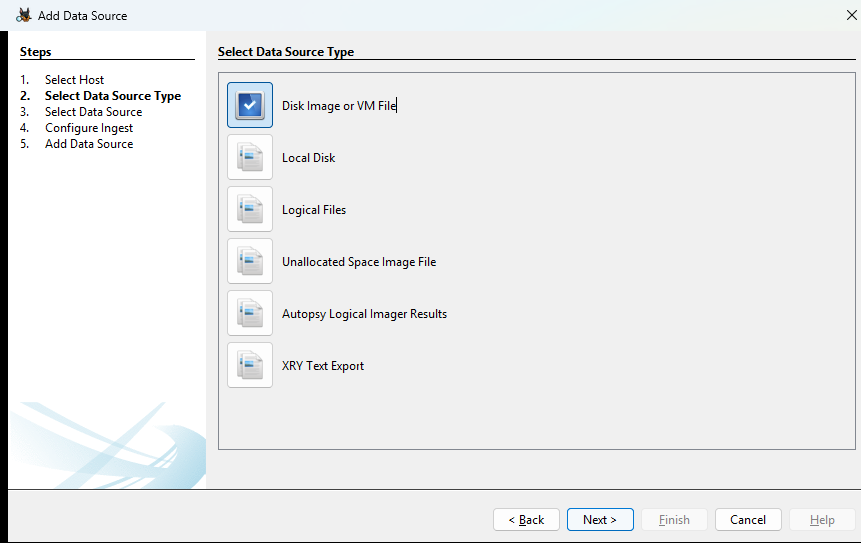 Add Data Source
Steps
1. Select Host
2. Select Data Source Type
3. Select Data Source
4. Configure Ingest
5. Add Data Source
Select Data Source Type
Disk Image or VM File
Local Disk
Logical Files
Unallocated Space Image File
Autopsy Logical Imager Results
XRY Text Export
< Back
Next >
Finish
Cancel
Help